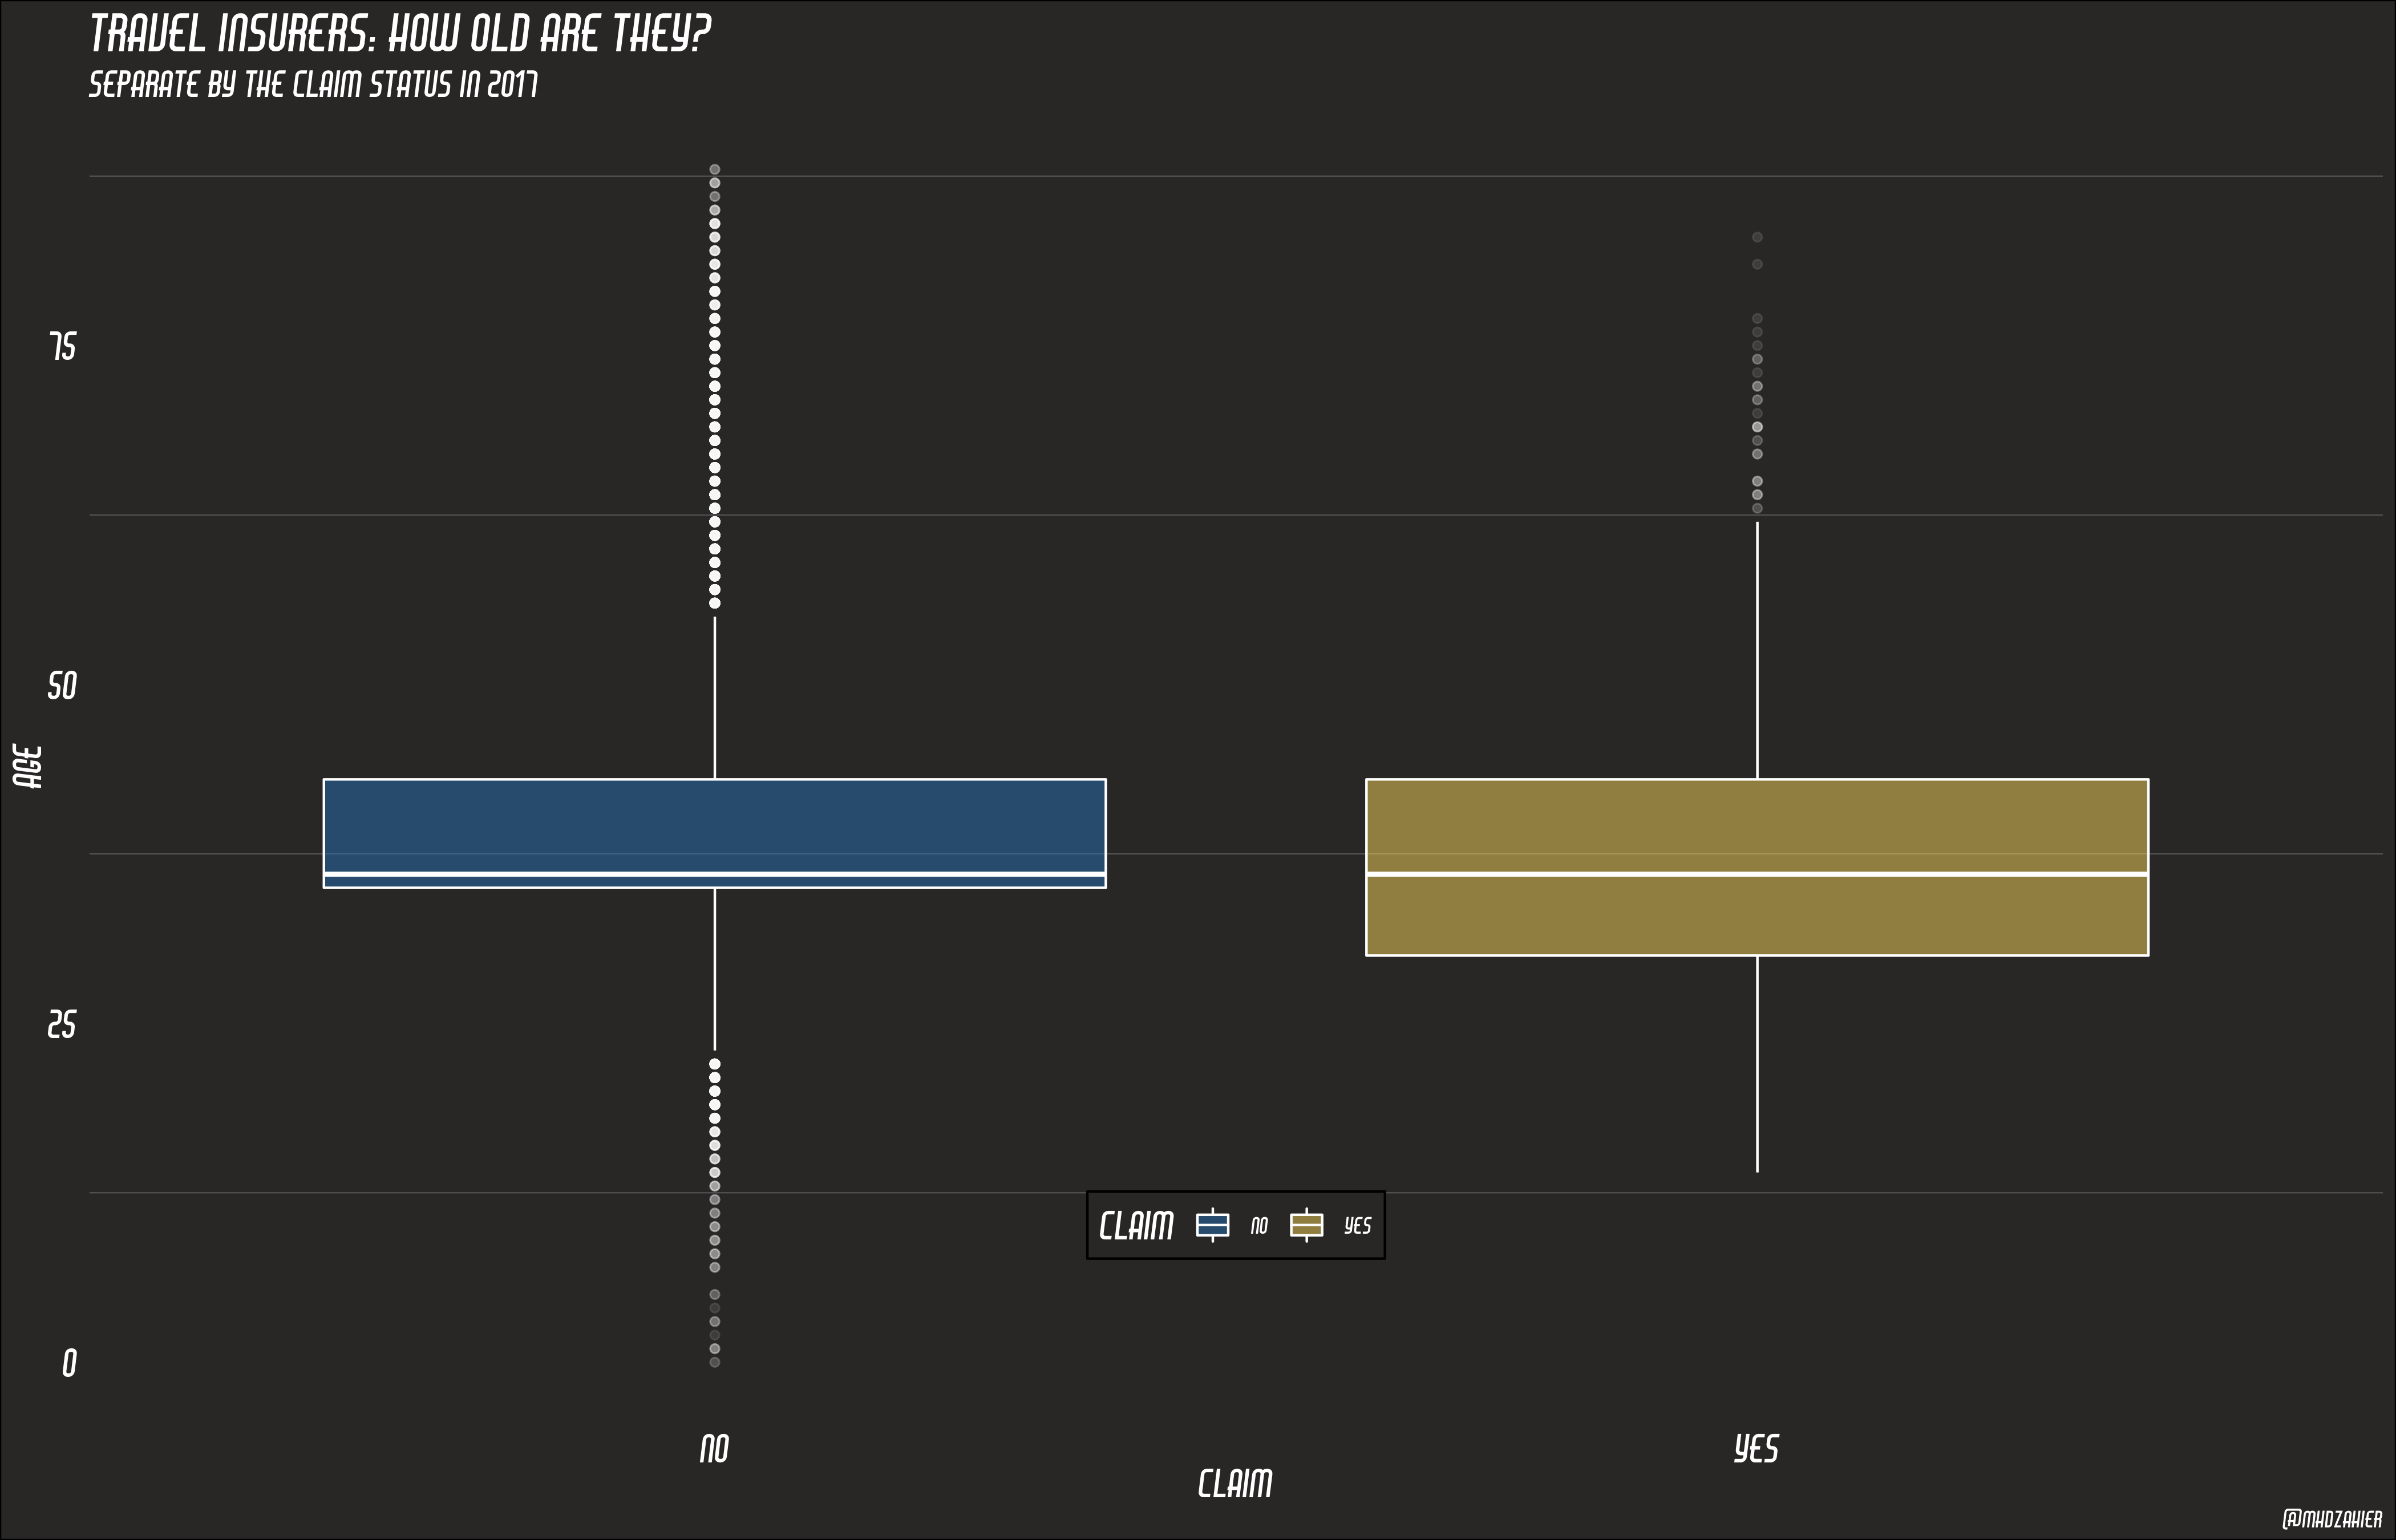 TRAVEL INSURERS: HOW OLD ARE THEY?
SEPARATE BY THE CLAIM STATUS IN 2017
75
50
25
0
AGE
CLAIM NO YES
NO YES
CLAIM
@MHDZAHIER